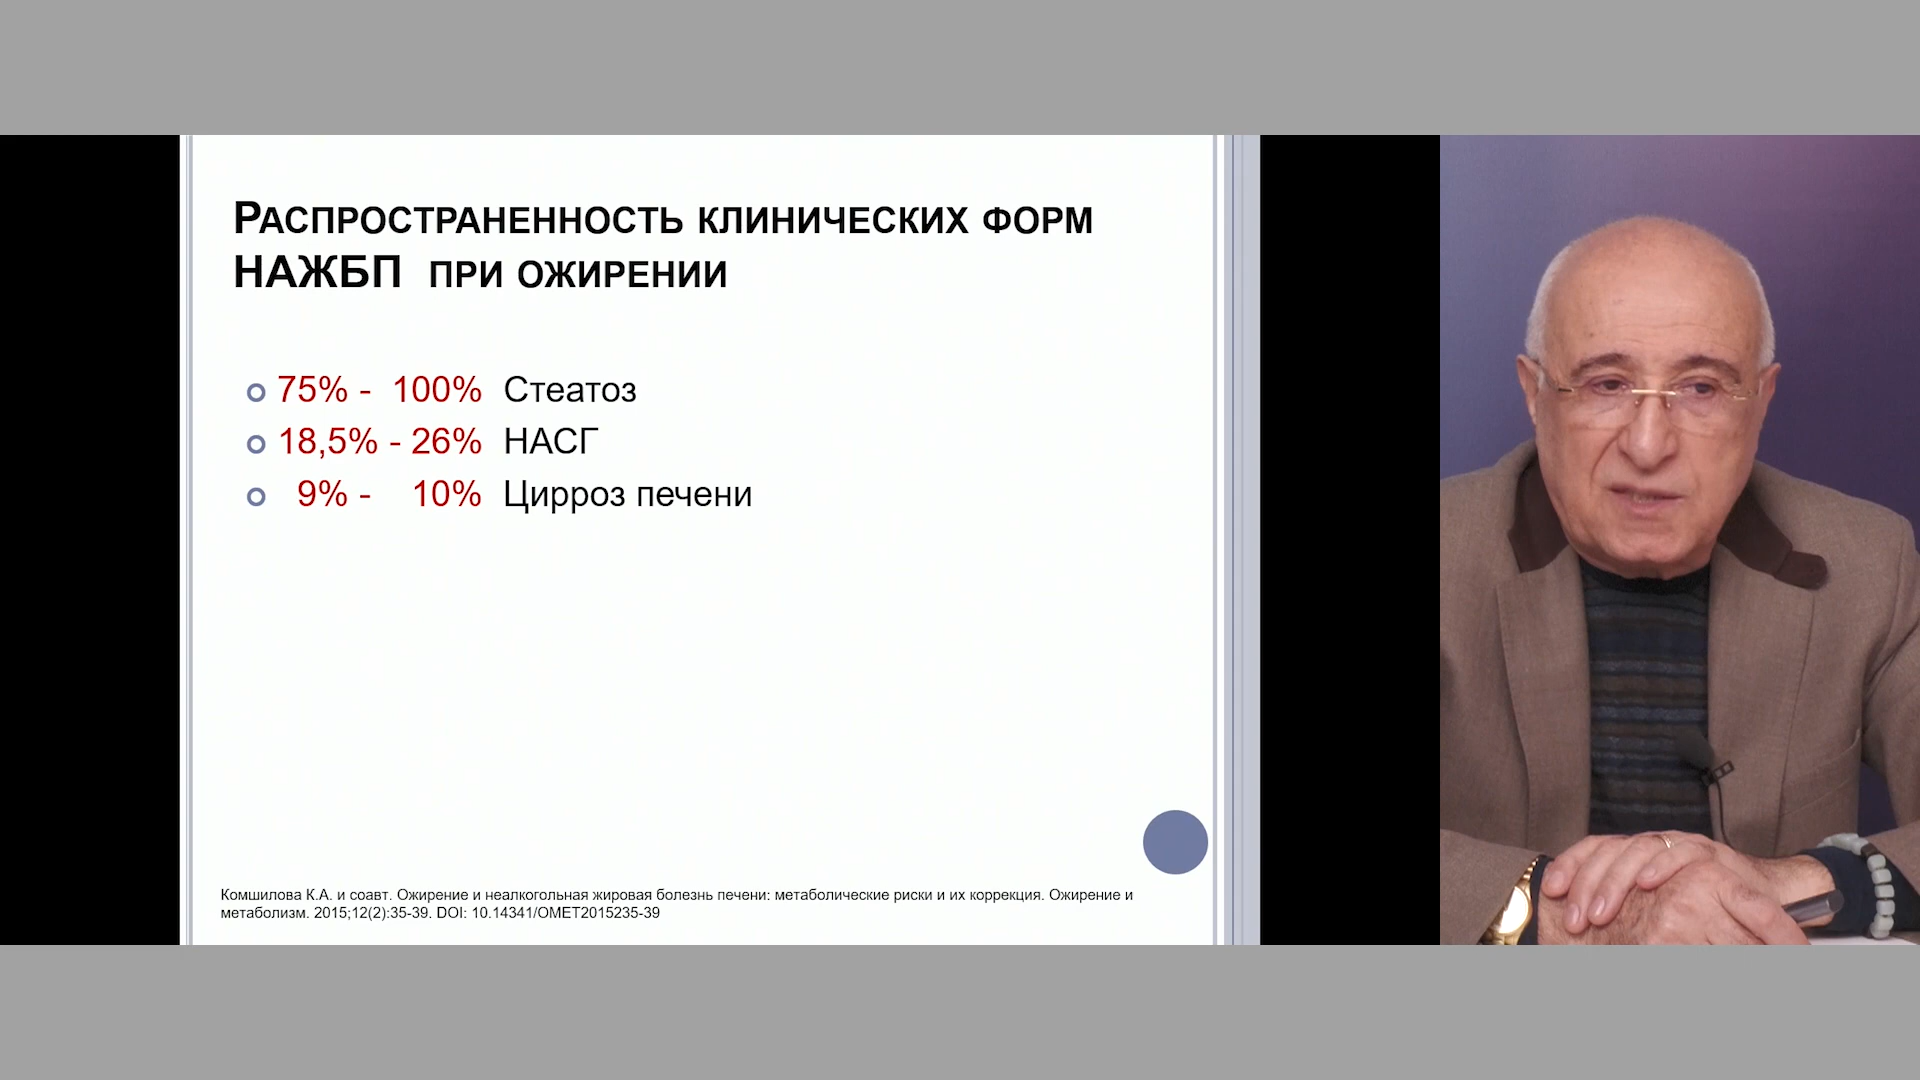 Распространенность клинических форм
НАЖБП при ожирении
75% - 100% Стеатоз
18,5% - 26% НАСГ
9% - 10% Цирроз печени
Комшилова К.А. и соавт. Ожирение и неалкогольная жировая болезнь печени: метаболические риски и их коррекция. Ожирение и
метаболизм. 2015;12(2):35-39. DOI: 10.14341/OMET2015235-39